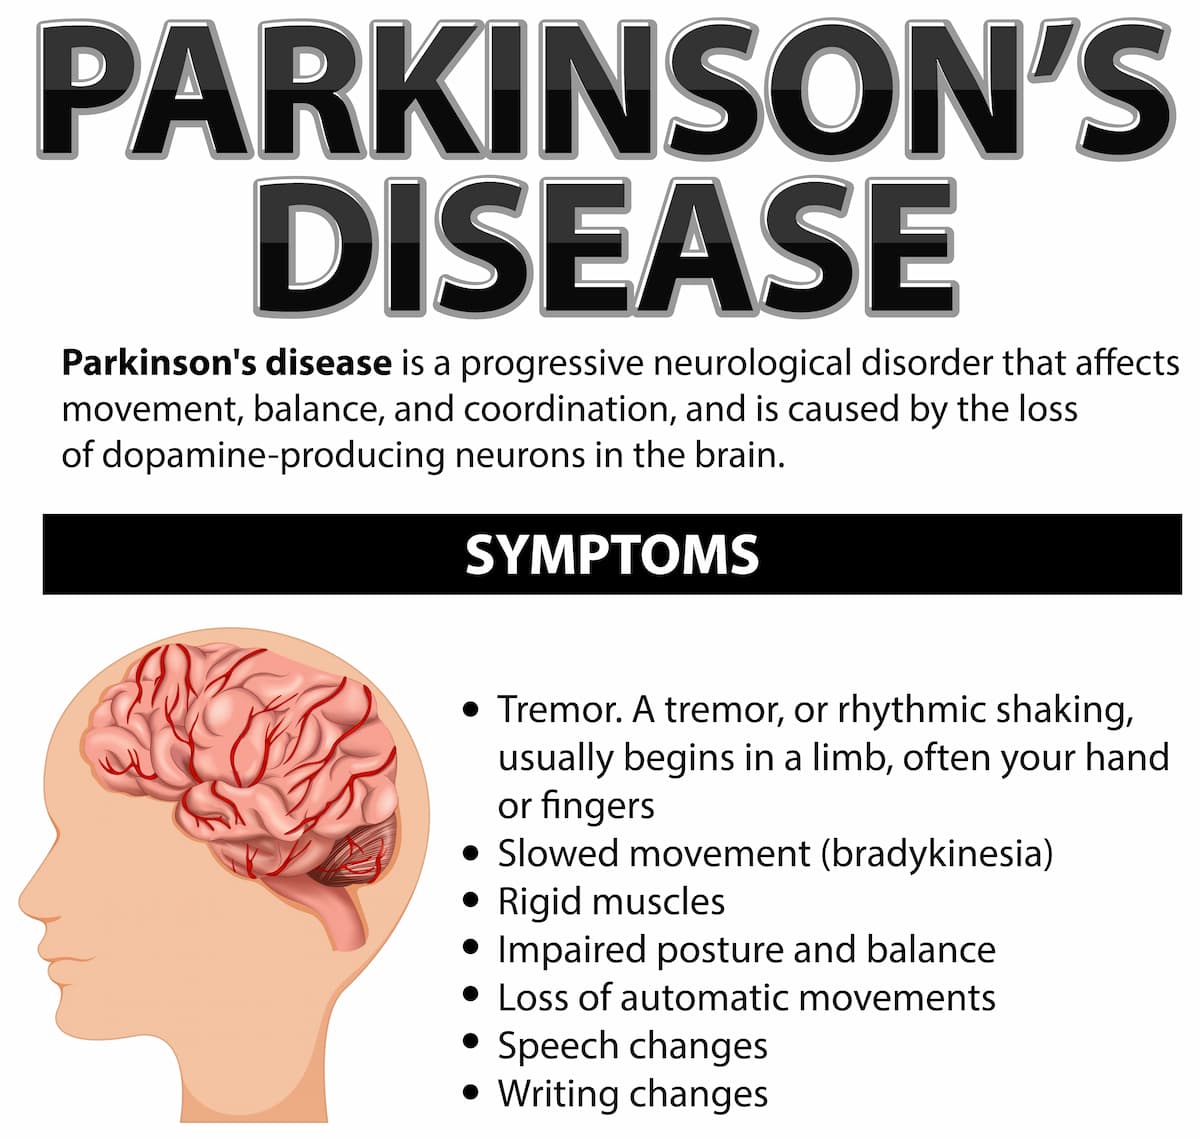 PARKINSON'S
DISEASE
Parkinson's disease is a progressive neurological disorder that affects
movement, balance, and coordination, and is caused by the loss
of dopamine-producing neurons in the brain.
SYMPTOMS
• Tremor. A tremor, or rhythmic shaking,
usually begins in a limb, often your hand
or fingers
• Slowed movement (bradykinesia)
• Rigid muscles
• Impaired posture and balance
• Loss of automatic movements
• Speech changes
• Writing changes